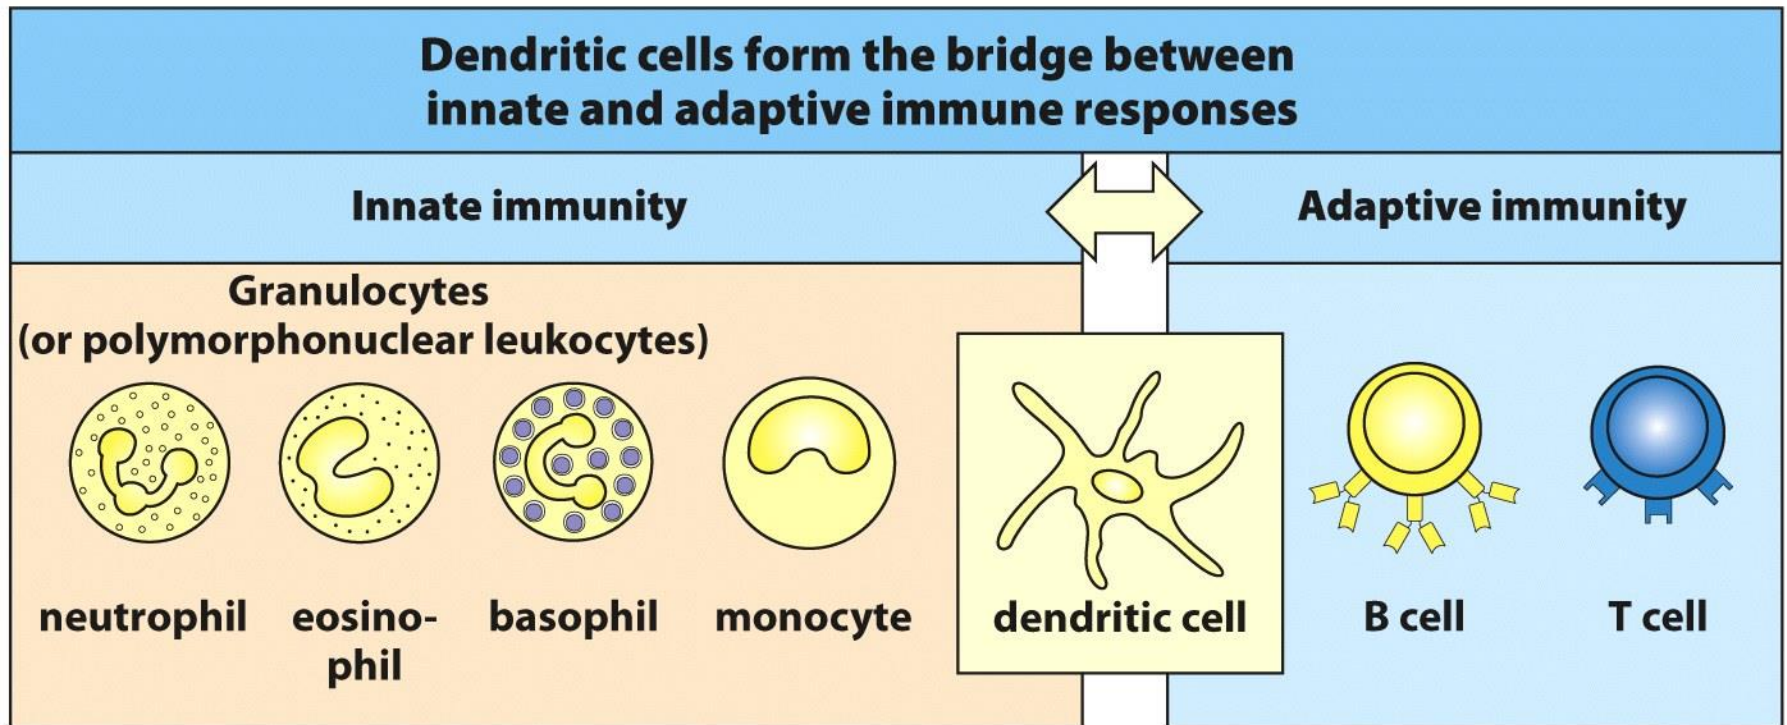 Dendritic cells form the bridge between
innate and adaptive immune responses
Innate immunity
Adaptive immunity
Granulocytes
(or polymorphonuclear leukocytes)
neutrophil
eosino-
phil
basophil
monocyte
dendritic cell
B cell
T cell